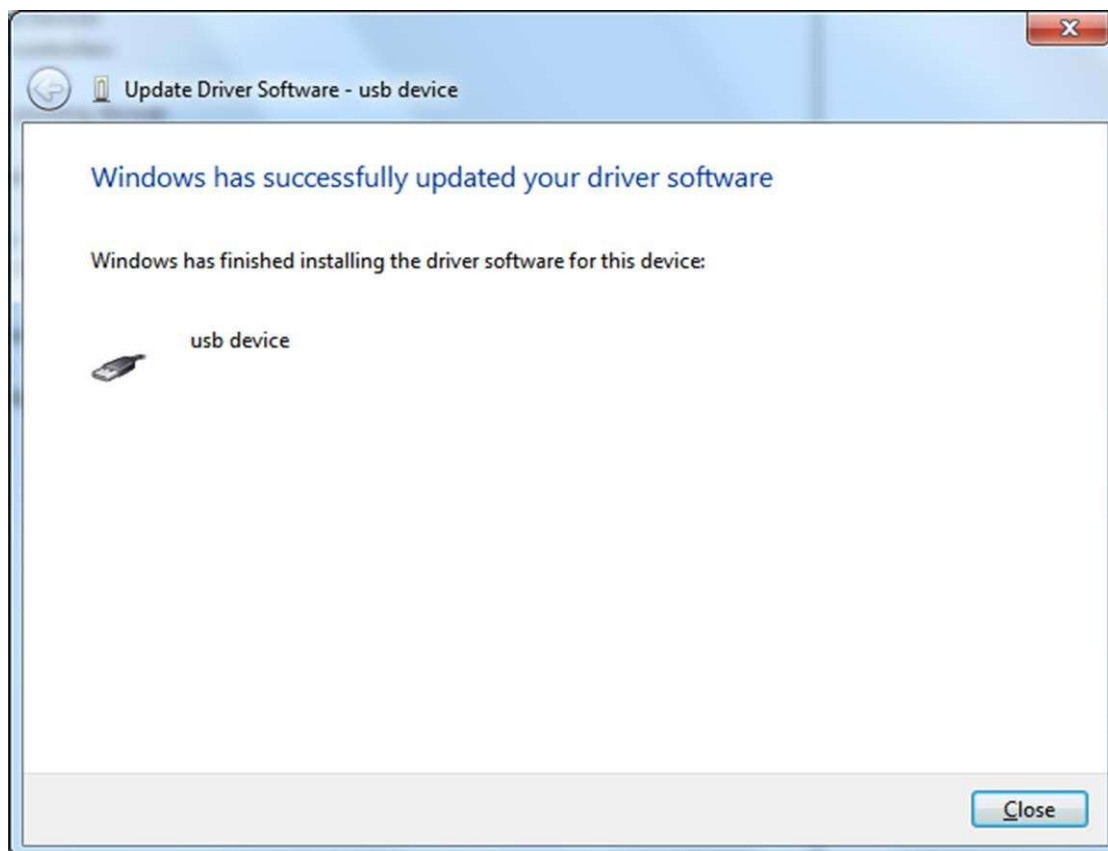 Update Driver Software - usb device
Windows has successfully updated your driver software
Windows has finished installing the driver software for this device:
usb device
Close